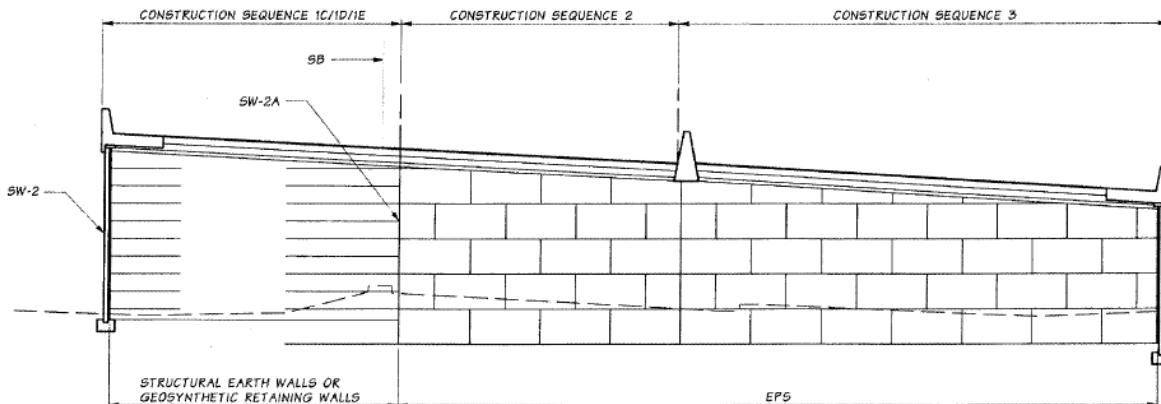 CONSTRUCTION SEQUENCE 1C/1D/1E
CONSTRUCTION SEQUENCE 2
CONSTRUCTION SEQUENCE 3
SB
SW-2A
SW-2
STRUCTURAL EARTH WALLS OR
GEOSYNTHETIC RETAINING WALLS
EPS